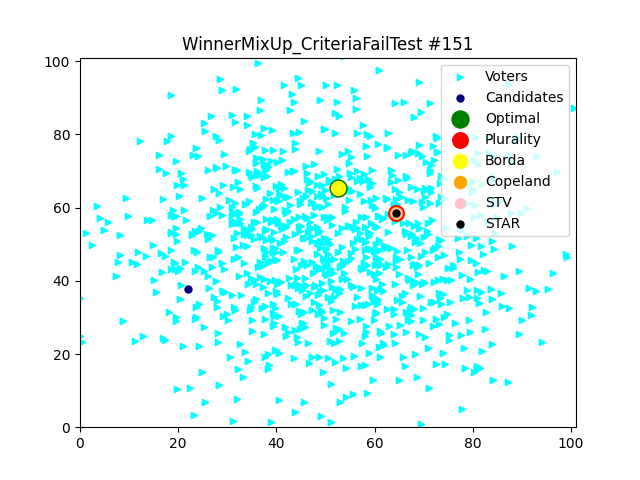 WinnerMixUp_CriteriaFailTest #151
100
80
60
40
20
0
0 20 40 60 80 100
Voters
Candidates
Optimal
Plurality
Borda
Copeland
STV
STAR